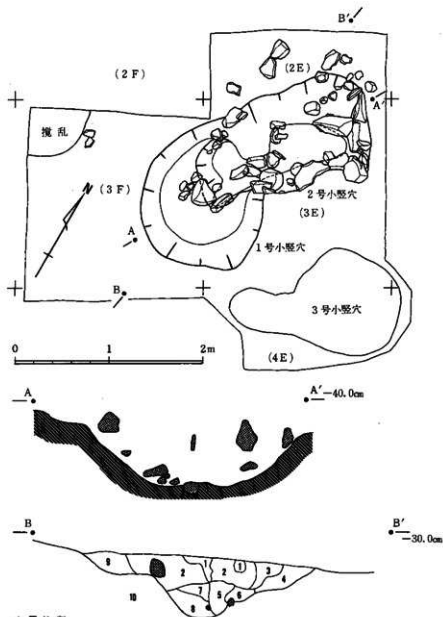 B′
(2F)
(2E)
A′
攪乱
(3F)
2号小竪穴
(3E)
A
1号小竪穴
B
3号小竪穴
0 1 2m
(4E)
A A′ -40.0cm
B B′ -30.0cm
9 2 1 2 1 3 4
10 7 5 6
8